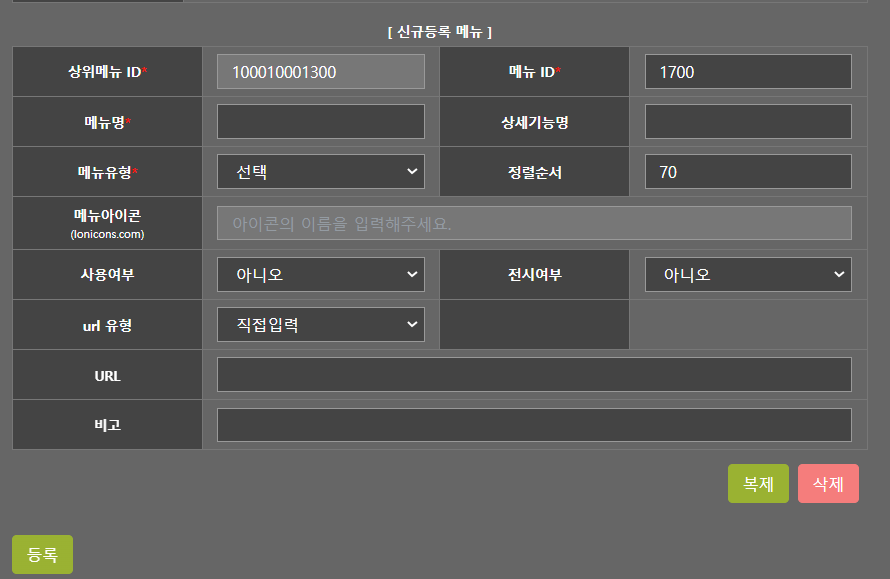 [ 신규등록 메뉴 ]
상위메뉴 ID* 100010001300 메뉴 ID* 1700
메뉴명* 상세기능명
메뉴유형* 선택 정렬순서 70
메뉴아이콘
(Ionicons.com)
아이콘의 이름을 입력해주세요.
사용여부 아니오 전시여부 아니오
url 유형 직접입력
URL
비고
복제 삭제
등록